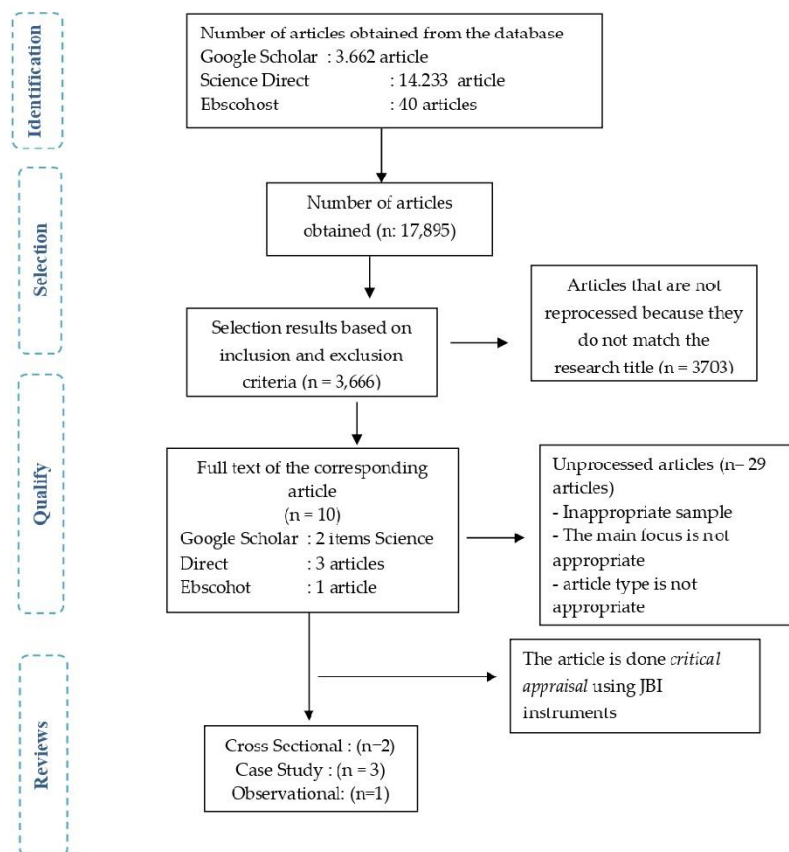 Identification
Number of articles obtained from the database
Google Scholar : 3.662 article
Science Direct : 14.233 article
Ebscohost : 40 articles
Selection
Number of articles
obtained (n: 17,895)
Selection results based on
inclusion and exclusion
criteria (n = 3,666)
Articles that are not
reprocessed because they
do not match the
research title (n = 3703)
Qualify
Full text of the corresponding
article
(n = 10)
Google Scholar : 2 items Science
Direct : 3 articles
Ebscohot : 1 article
Unprocessed articles (n= 29
articles)
- Inappropriate sample
- The main focus is not
appropriate
- article type is not
appropriate
Reviews
The article is done critical
appraisal using JBI
instruments
Cross Sectional : (n=2)
Case Study : (n = 3)
Observational: (n=1)